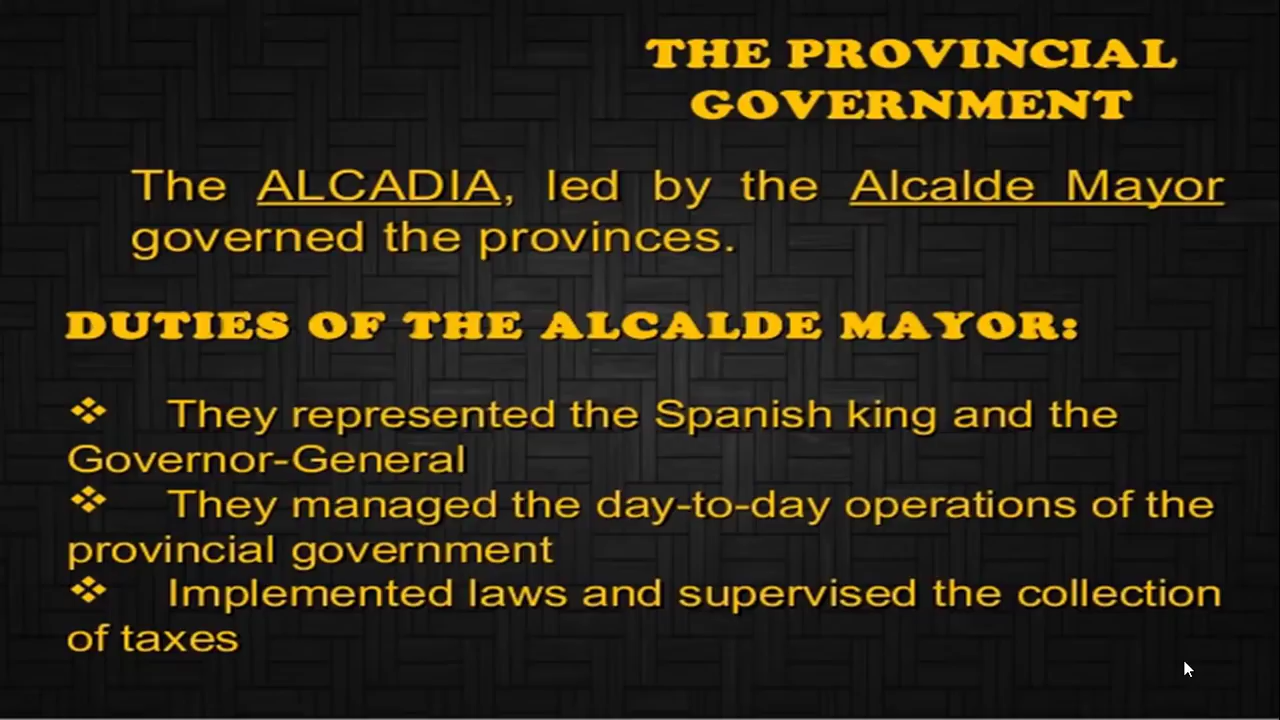 THE PROVINCIAL
GOVERNMENT
The ALCADIA, led by the Alcalde Mayor
governed the provinces.
DUTIES OF THE ALCALDE MAYOR:
❖ They represented the Spanish king and the
Governor-General
❖ They managed the day-to-day operations of the
provincial government
❖ Implemented laws and supervised the collection
of taxes